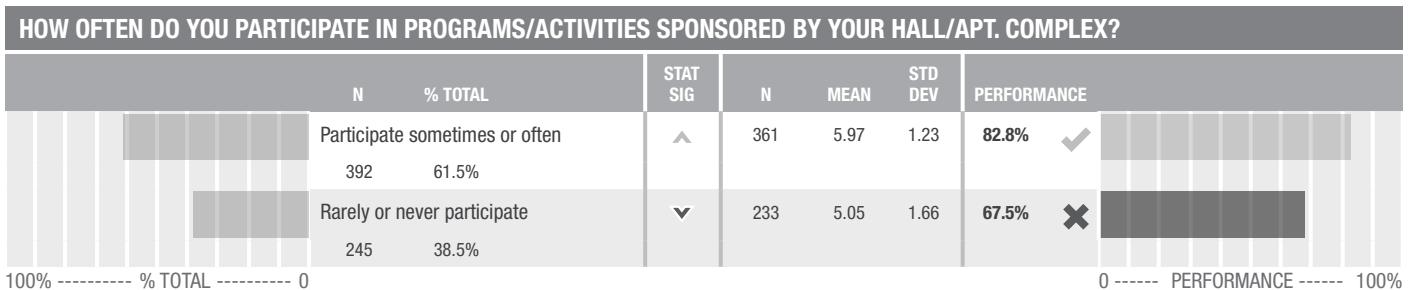 HOW OFTEN DO YOU PARTICIPATE IN PROGRAMS/ACTIVITIES SPONSORED BY YOUR HALL/APT. COMPLEX?
N % TOTAL STAT SIG N MEAN STD DEV PERFORMANCE
Participate sometimes or often 361 5.97 1.23 82.8%
392 61.5%
Rarely or never participate 233 5.05 1.66 67.5%
245 38.5%
100% ---------- % TOTAL ---------- 0 0 ------ PERFORMANCE ------ 100%